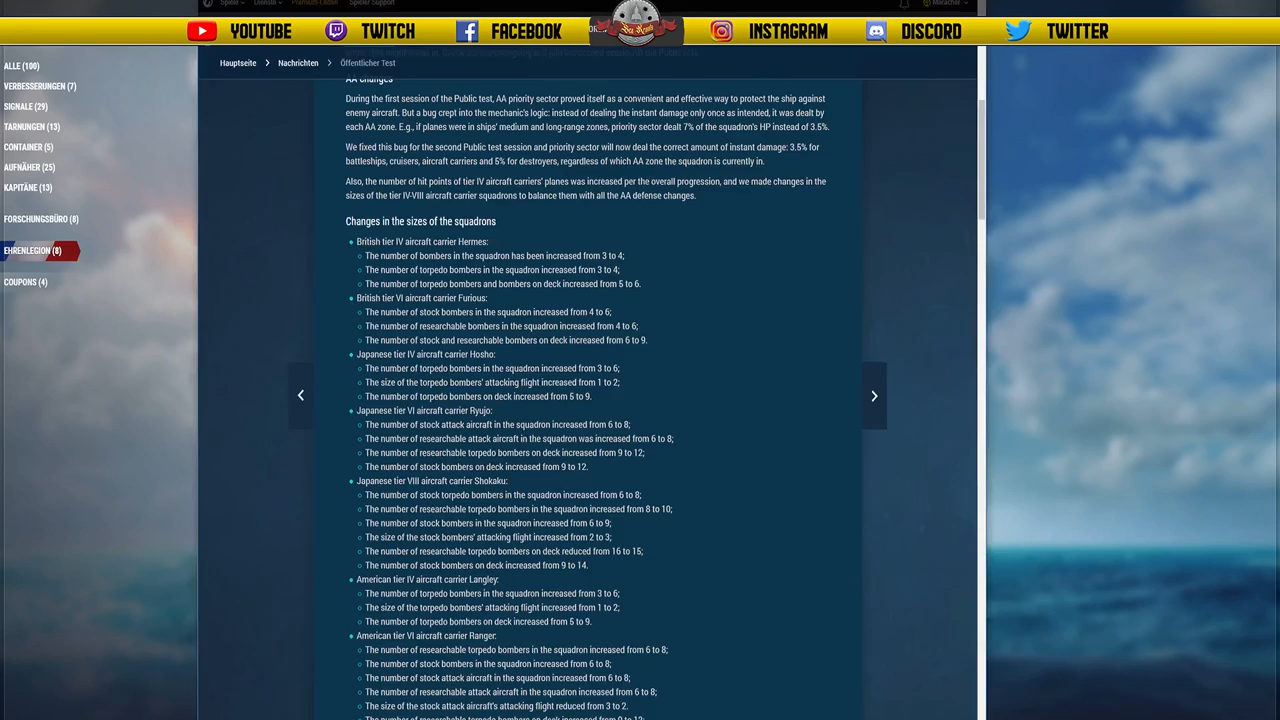 Spiele
Dienste
Premium-Laden
Spieler Support
YOUTUBE
TWITCH
FACEBOOK
INSTAGRAM
DISCORD
TWITTER
Hauptseite
Nachrichten
Öffentlicher Test
ALLE (100)
VERBESSERUNGEN (7)
SIGNALE (29)
TARNUNGEN (13)
CONTAINER (5)
AUFNÄHER (25)
KAPITÄNE (13)
FORSCHUNGSBÜRO (8)
EHRENLEGION (8)
COUPONS (4)
AA changes
During the first session of the Public test, AA priority sector proved itself as a convenient and effective way to protect the ship against
enemy aircraft. But a bug crept into the mechanic's logic: instead of dealing the instant damage only once as intended, it was dealt by
each AA zone. E.g., if planes were in ships' medium and long-range zones, priority sector dealt 7% of the squadron's HP instead of 3.5%.
We fixed this bug for the second Public test session and priority sector will now deal the correct amount of instant damage: 3.5% for
battleships, cruisers, aircraft carriers and 5% for destroyers, regardless of which AA zone the squadron is currently in.
Also, the number of hit points of tier IV aircraft carriers' planes was increased per the overall progression, and we made changes in the
sizes of the tier IV-VIII aircraft carrier squadrons to balance them with all the AA defense changes.
Changes in the sizes of the squadrons
British tier IV aircraft carrier Hermes:
The number of bombers in the squadron has been increased from 3 to 4;
The number of torpedo bombers in the squadron increased from 3 to 4;
The number of torpedo bombers and bombers on deck increased from 5 to 6.
British tier VI aircraft carrier Furious:
The number of stock bombers in the squadron increased from 4 to 6;
The number of researchable bombers in the squadron increased from 4 to 6;
The number of stock and researchable bombers on deck increased from 6 to 9.
Japanese tier IV aircraft carrier Hosho:
The number of torpedo bombers in the squadron increased from 3 to 6;
The size of the torpedo bombers' attacking flight increased from 1 to 2;
The number of torpedo bombers on deck increased from 5 to 9.
Japanese tier VI aircraft carrier Ryujo:
The number of stock attack aircraft in the squadron increased from 6 to 8;
The number of researchable attack aircraft in the squadron was increased from 6 to 8;
The number of researchable torpedo bombers on deck increased from 9 to 12;
The number of stock bombers on deck increased from 9 to 12.
Japanese tier VIII aircraft carrier Shokaku:
The number of stock torpedo bombers in the squadron increased from 6 to 8;
The number of researchable torpedo bombers in the squadron increased from 8 to 10;
The number of stock bombers in the squadron increased from 6 to 9;
The size of the stock bombers' attacking flight increased from 2 to 3;
The number of researchable torpedo bombers on deck reduced from 16 to 15;
The number of stock bombers on deck increased from 9 to 14.
American tier IV aircraft carrier Langley:
The number of torpedo bombers in the squadron increased from 3 to 6;
The size of the torpedo bombers' attacking flight increased from 1 to 2;
The number of torpedo bombers on deck increased from 5 to 9.
American tier VI aircraft carrier Ranger:
The number of researchable torpedo bombers in the squadron increased from 6 to 8;
The number of stock bombers in the squadron increased from 6 to 8;
The number of stock attack aircraft in the squadron increased from 6 to 8;
The number of researchable attack aircraft in the squadron increased from 6 to 8;
The size of the stock attack aircraft's attacking flight reduced from 3 to 2.
The number of researchable torpedo bombers on deck increased from 9 to 12;